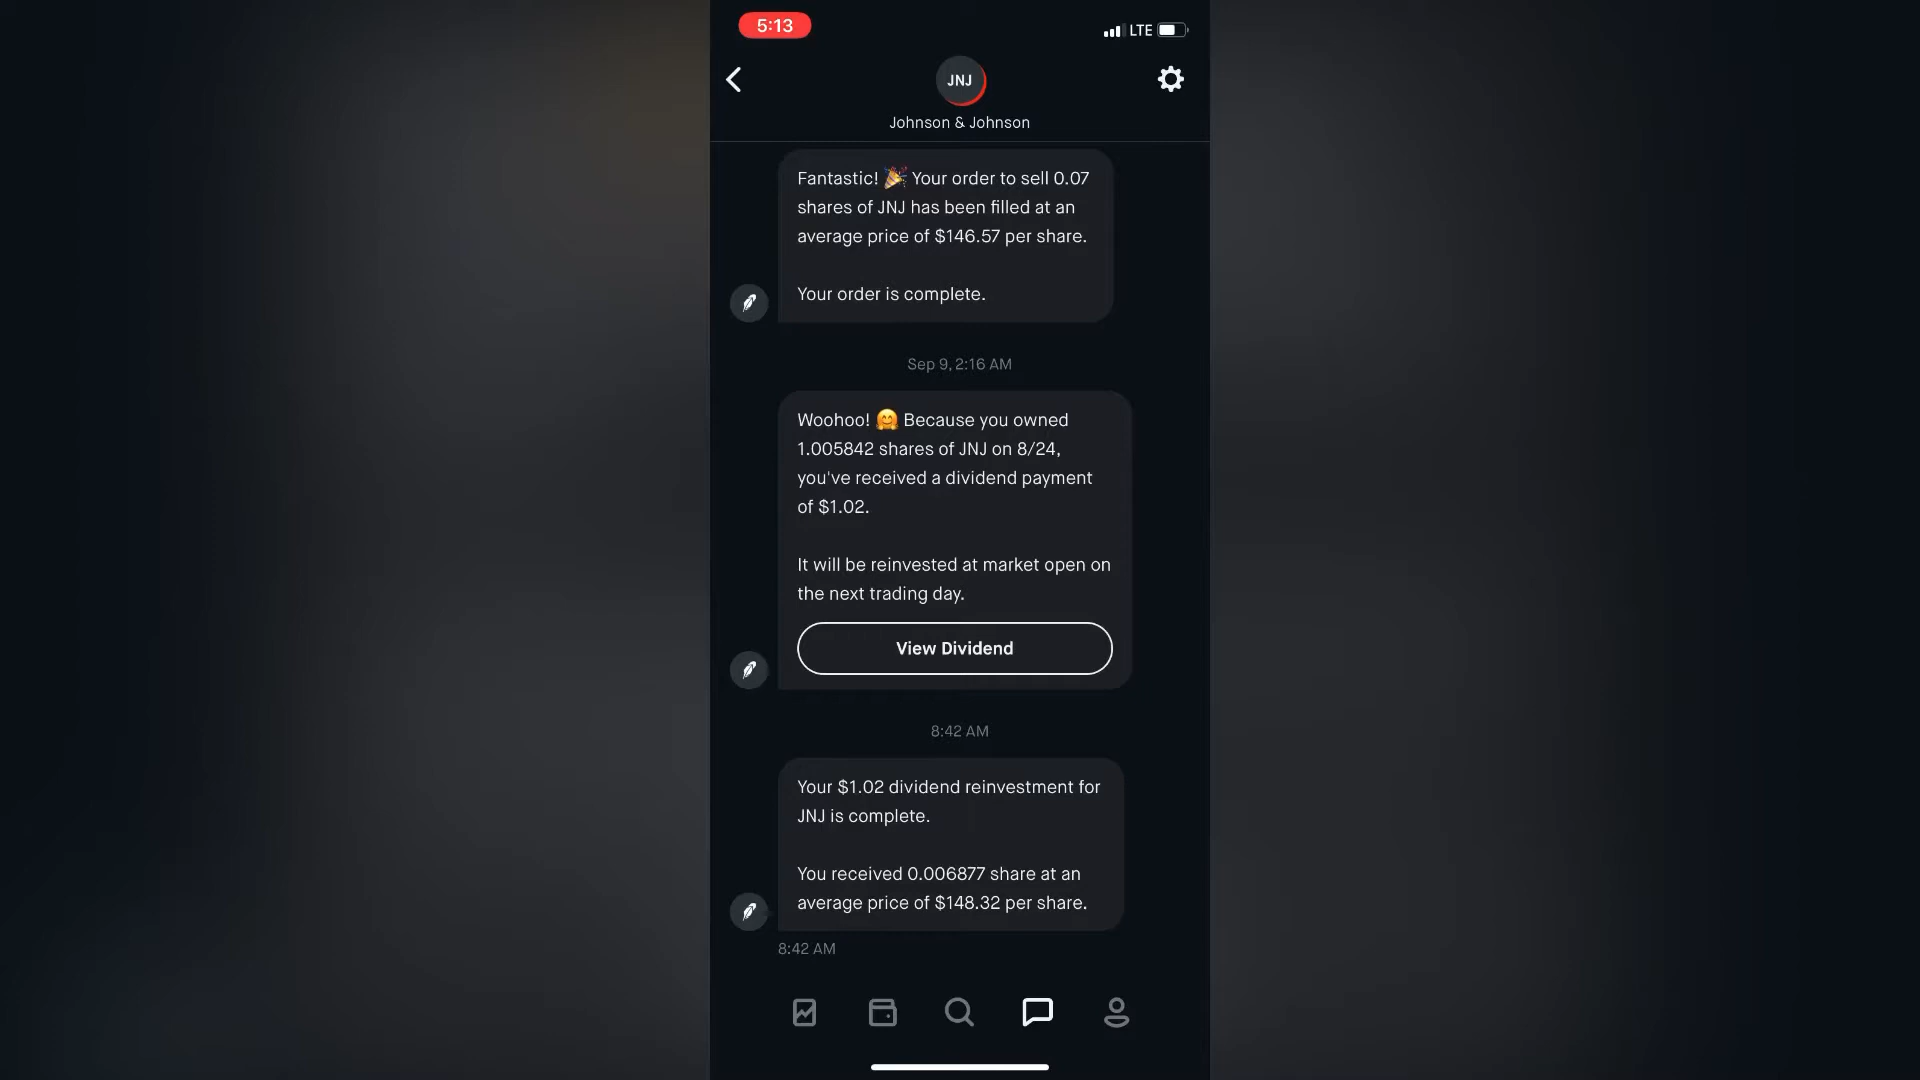 5:13
LTE
JNJ
Johnson & Johnson
Fantastic! 🎉 Your order to sell 0.07
shares of JNJ has been filled at an
average price of $146.57 per share.
Your order is complete.
Sep 9, 2:16 AM
Woohoo! 🤗 Because you owned
1.005842 shares of JNJ on 8/24,
you've received a dividend payment
of $1.02.
It will be reinvested at market open on
the next trading day.
View Dividend
8:42 AM
Your $1.02 dividend reinvestment for
JNJ is complete.
You received 0.006877 share at an
average price of $148.32 per share.
8:42 AM